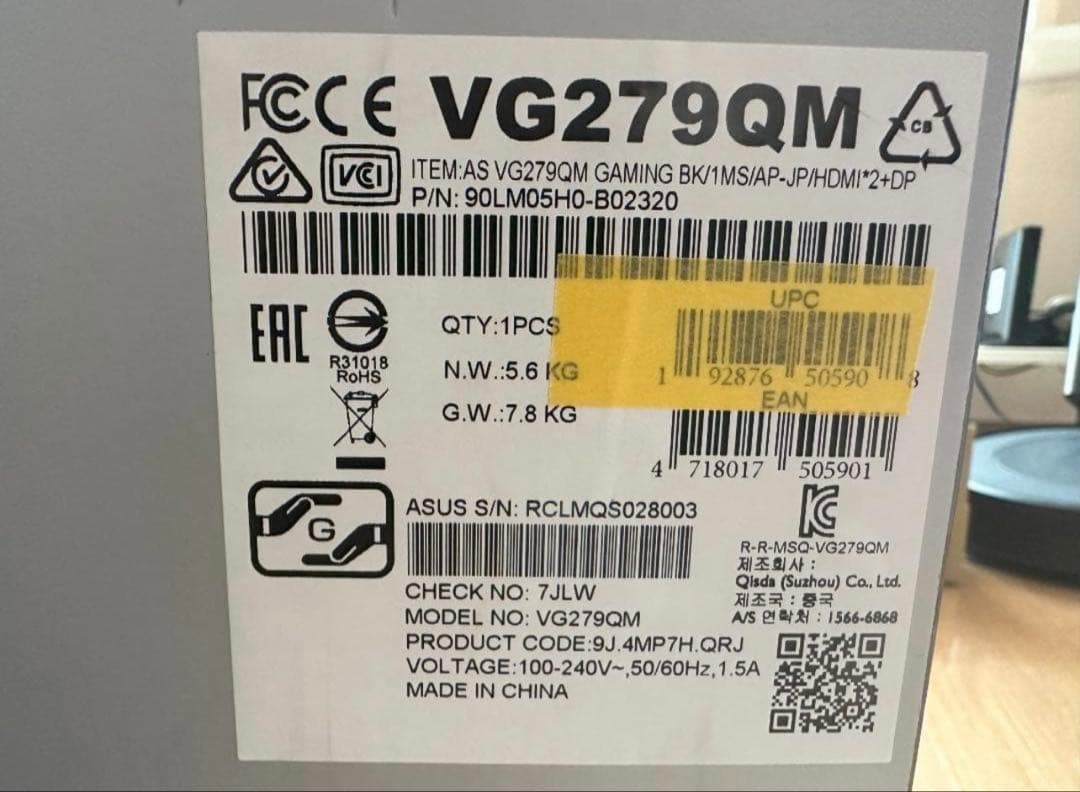 FC CE VG279QM
CB
VCCI
ITEM:AS VG279QM GAMING BK/1MS/AP-JP/HDMI*2+DP
P/N: 90LM05H0-B02320
EAC
R31018
RoHS
QTY:1PCS
N.W.:5.6 KG
G.W.:7.8 KG
UPC
1 92876 50590 8
EAN
4 718017 505901
G
ASUS S/N: RCLMQS028003
CHECK NO: 7JLW
MODEL NO: VG279QM
PRODUCT CODE:9J.4MP7H.QRJ
VOLTAGE:100-240V~,50/60Hz,1.5A
MADE IN CHINA
R-R-MSQ-VG279QM
제조회사 :
Qisda (Suzhou) Co., Ltd.
제조국 : 중국
A/S 연락처 : 1566-6868